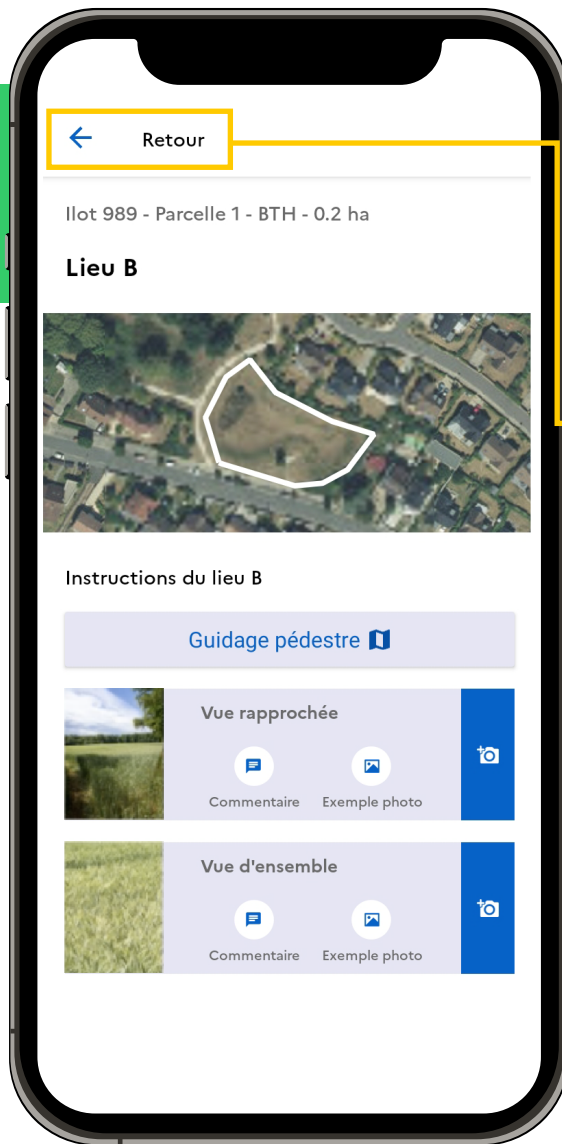 Retour
Ilot 989 - Parcelle 1 - BTH - 0.2 ha
Lieu B
Instructions du lieu B
Guidage pédestre
Vue rapprochée
Commentaire Exemple photo
Vue d'ensemble
Commentaire Exemple photo